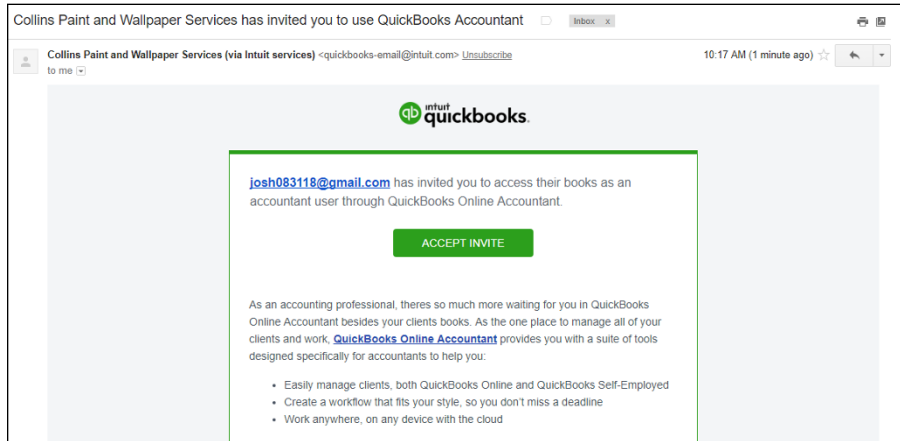 Collins Paint and Wallpaper Services has invited you to use QuickBooks Accountant Inbox x
Collins Paint and Wallpaper Services (via Intuit services) <quickbooks-email@intuit.com> Unsubscribe 10:17 AM (1 minute ago)
to me
qb intuit quickbooks.
josh083118@gmail.com has invited you to access their books as an
accountant user through QuickBooks Online Accountant.
ACCEPT INVITE
As an accounting professional, theres so much more waiting for you in QuickBooks
Online Accountant besides your clients books. As the one place to manage all of your
clients and work, QuickBooks Online Accountant provides you with a suite of tools
designed specifically for accountants to help you:
• Easily manage clients, both QuickBooks Online and QuickBooks Self-Employed
• Create a workflow that fits your style, so you don't miss a deadline
• Work anywhere, on any device with the cloud